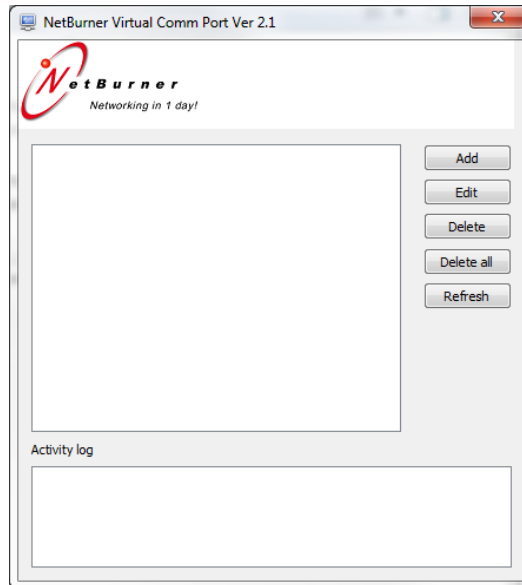 NetBurner Virtual Comm Port Ver 2.1
NetBurner
Networking in 1 day!
Add
Edit
Delete
Delete all
Refresh
Activity log